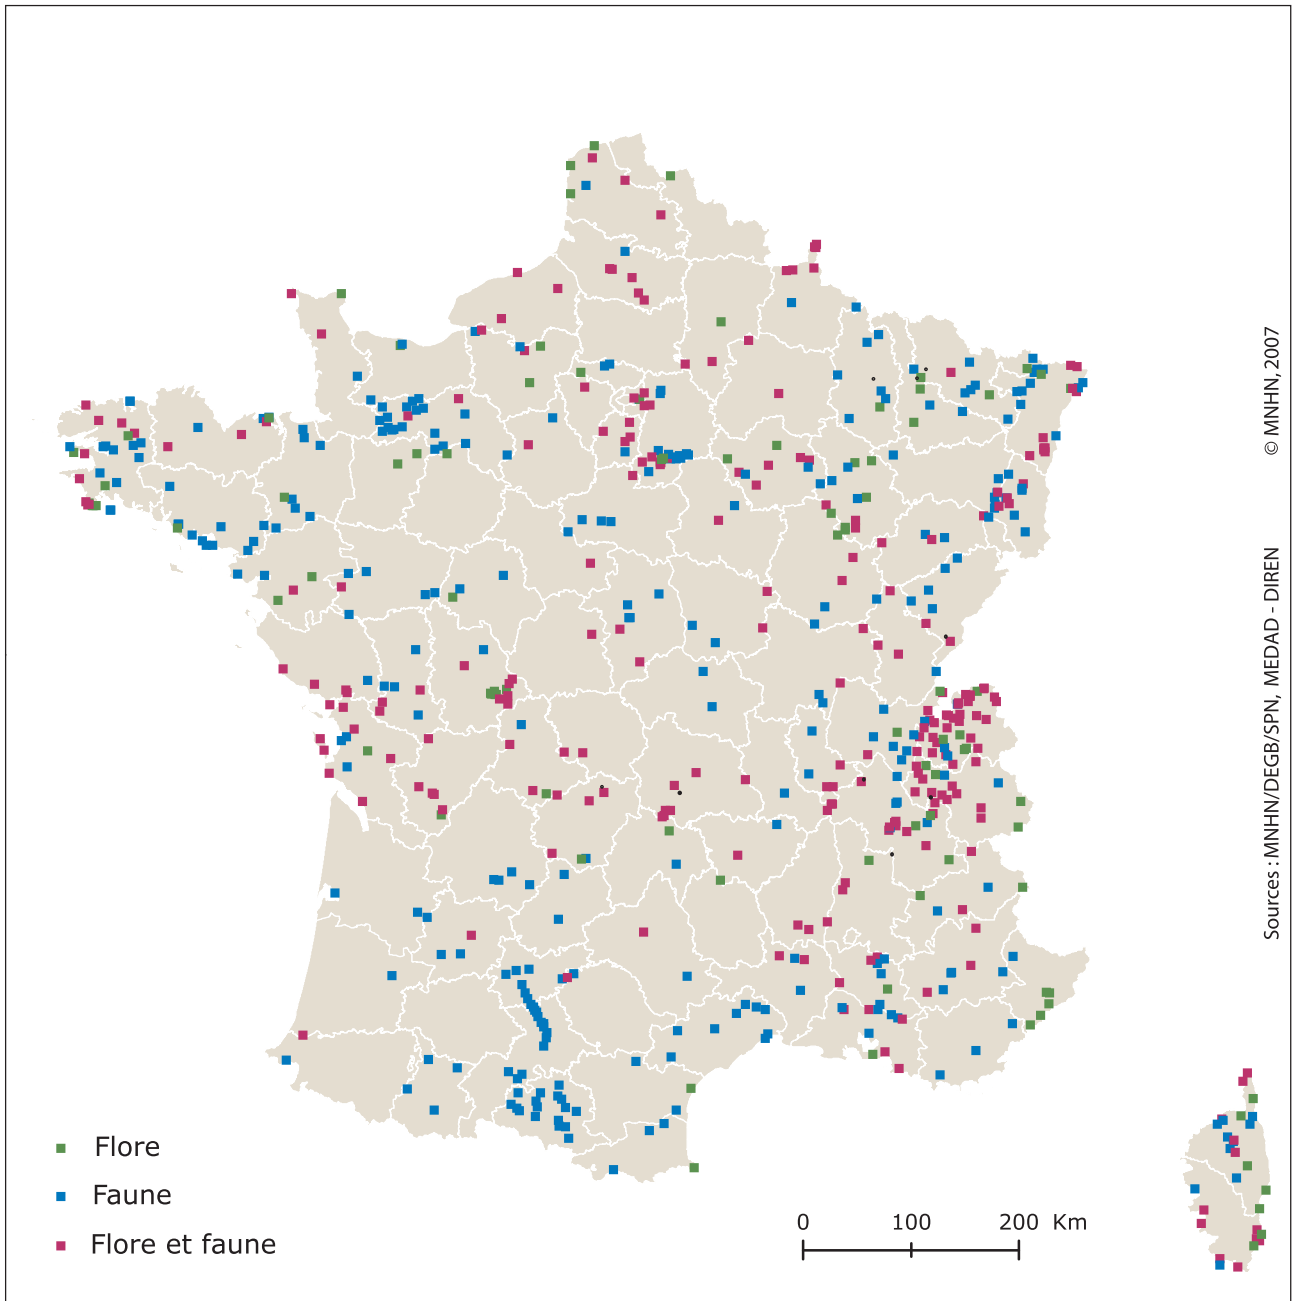 © MNHN, 2007
Sources : MNHN/DEGB/SPN, MEDAD - DIREN
Flore
Faune
Flore et faune
0 100 200 Km